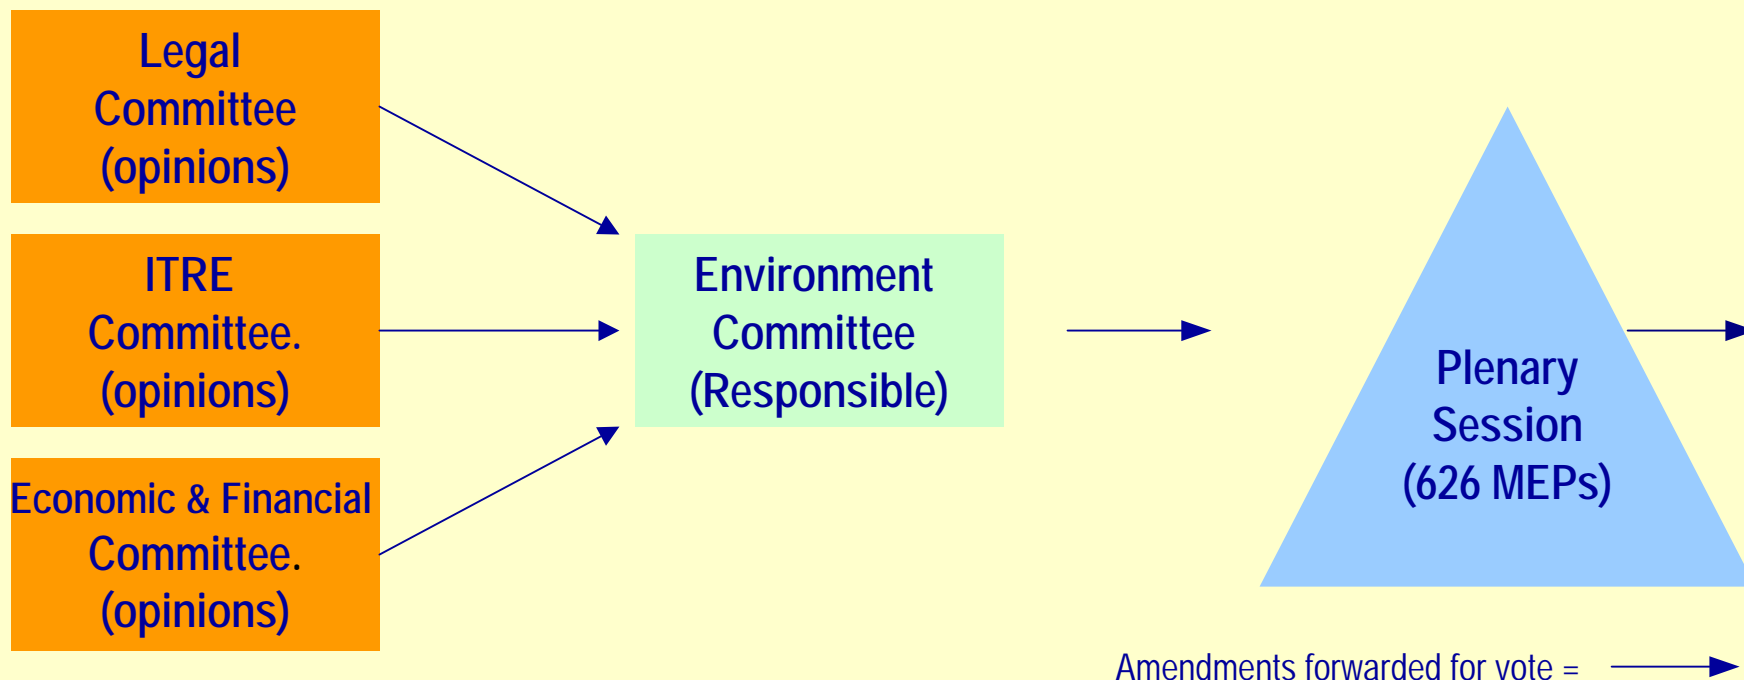 Legal
Committee
(opinions)
ITRE
Committee.
(opinions)
Economic & Financial
Committee.
(opinions)
Environment
Committee
(Responsible)
Plenary
Session
(626 MEPs)
Amendments forwarded for vote =